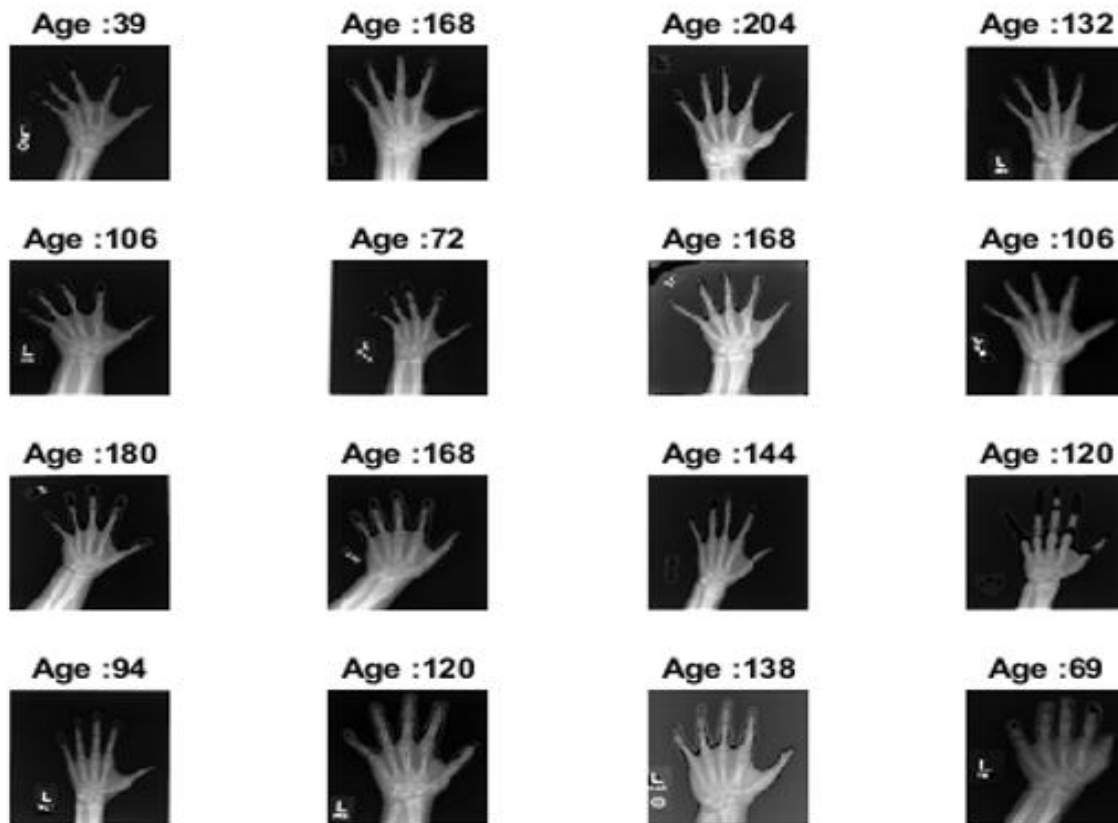 Age :39
Age :168
Age :204
Age :132
Age :106
Age :72
Age :168
Age :106
Age :180
Age :168
Age :144
Age :120
Age :94
Age :120
Age :138
Age :69
L
L
L
L
L